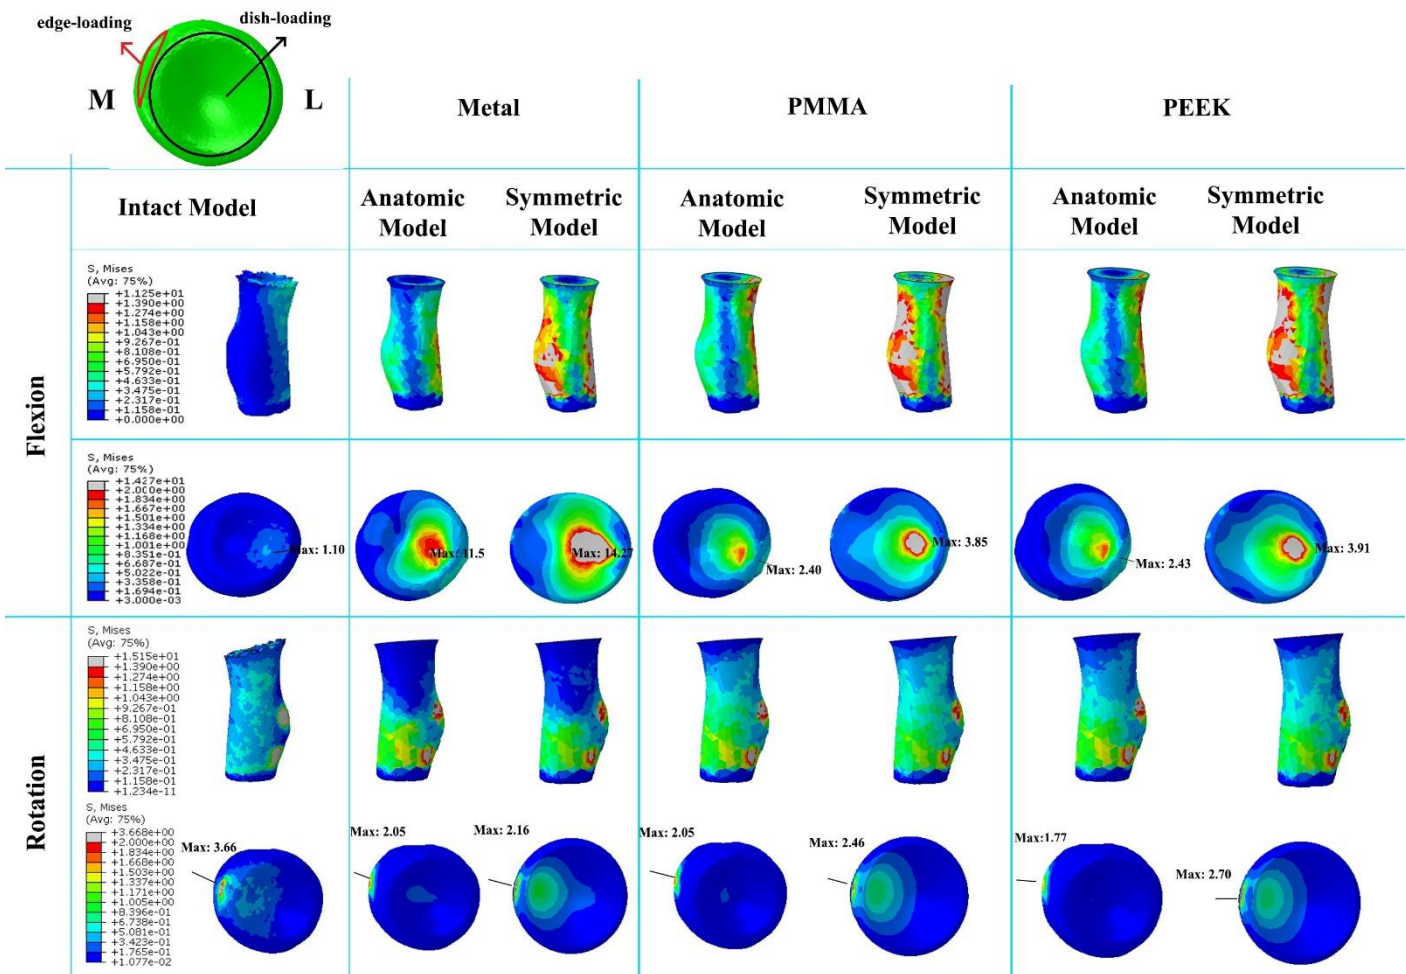 edge-loading
dish-loading
M
L
Metal
PMMA
PEEK
Intact Model
Anatomic
Model
Symmetric
Model
Anatomic
Model
Symmetric
Model
Anatomic
Model
Symmetric
Model
Flexion
S, Mises
(Avg: 75%)
+1.125e+01
+1.390e+00
+1.274e+00
+1.158e+00
+1.043e+00
+9.267e-01
+8.108e-01
+6.950e-01
+5.792e-01
+4.633e-01
+3.475e-01
+2.317e-01
+1.158e-01
+0.000e+00
S, Mises
(Avg: 75%)
+1.427e+01
+2.000e+00
+1.834e+00
+1.667e+00
+1.501e+00
+1.334e+00
+1.168e+00
+1.001e+00
+8.351e-01
+6.687e-01
+5.022e-01
+3.358e-01
+1.694e-01
+3.000e-03
Max: 1.10
Max: 11.5
Max: 14.27
Max: 2.40
Max: 3.85
Max: 2.43
Max: 3.91
Rotation
S, Mises
(Avg: 75%)
+1.515e+01
+1.390e+00
+1.274e+00
+1.158e+00
+1.043e+00
+9.267e-01
+8.108e-01
+6.950e-01
+5.792e-01
+4.633e-01
+3.475e-01
+2.317e-01
+1.158e-01
+1.234e-11
S, Mises
(Avg: 75%)
+3.668e+00
+2.000e+00
+1.834e+00
+1.668e+00
+1.503e+00
+1.337e+00
+1.171e+00
+1.005e+00
+8.396e-01
+6.738e-01
+5.081e-01
+3.423e-01
+1.765e-01
+1.077e-02
Max: 3.66
Max: 2.05
Max: 2.16
Max: 2.05
Max: 2.46
Max:1.77
Max: 2.70